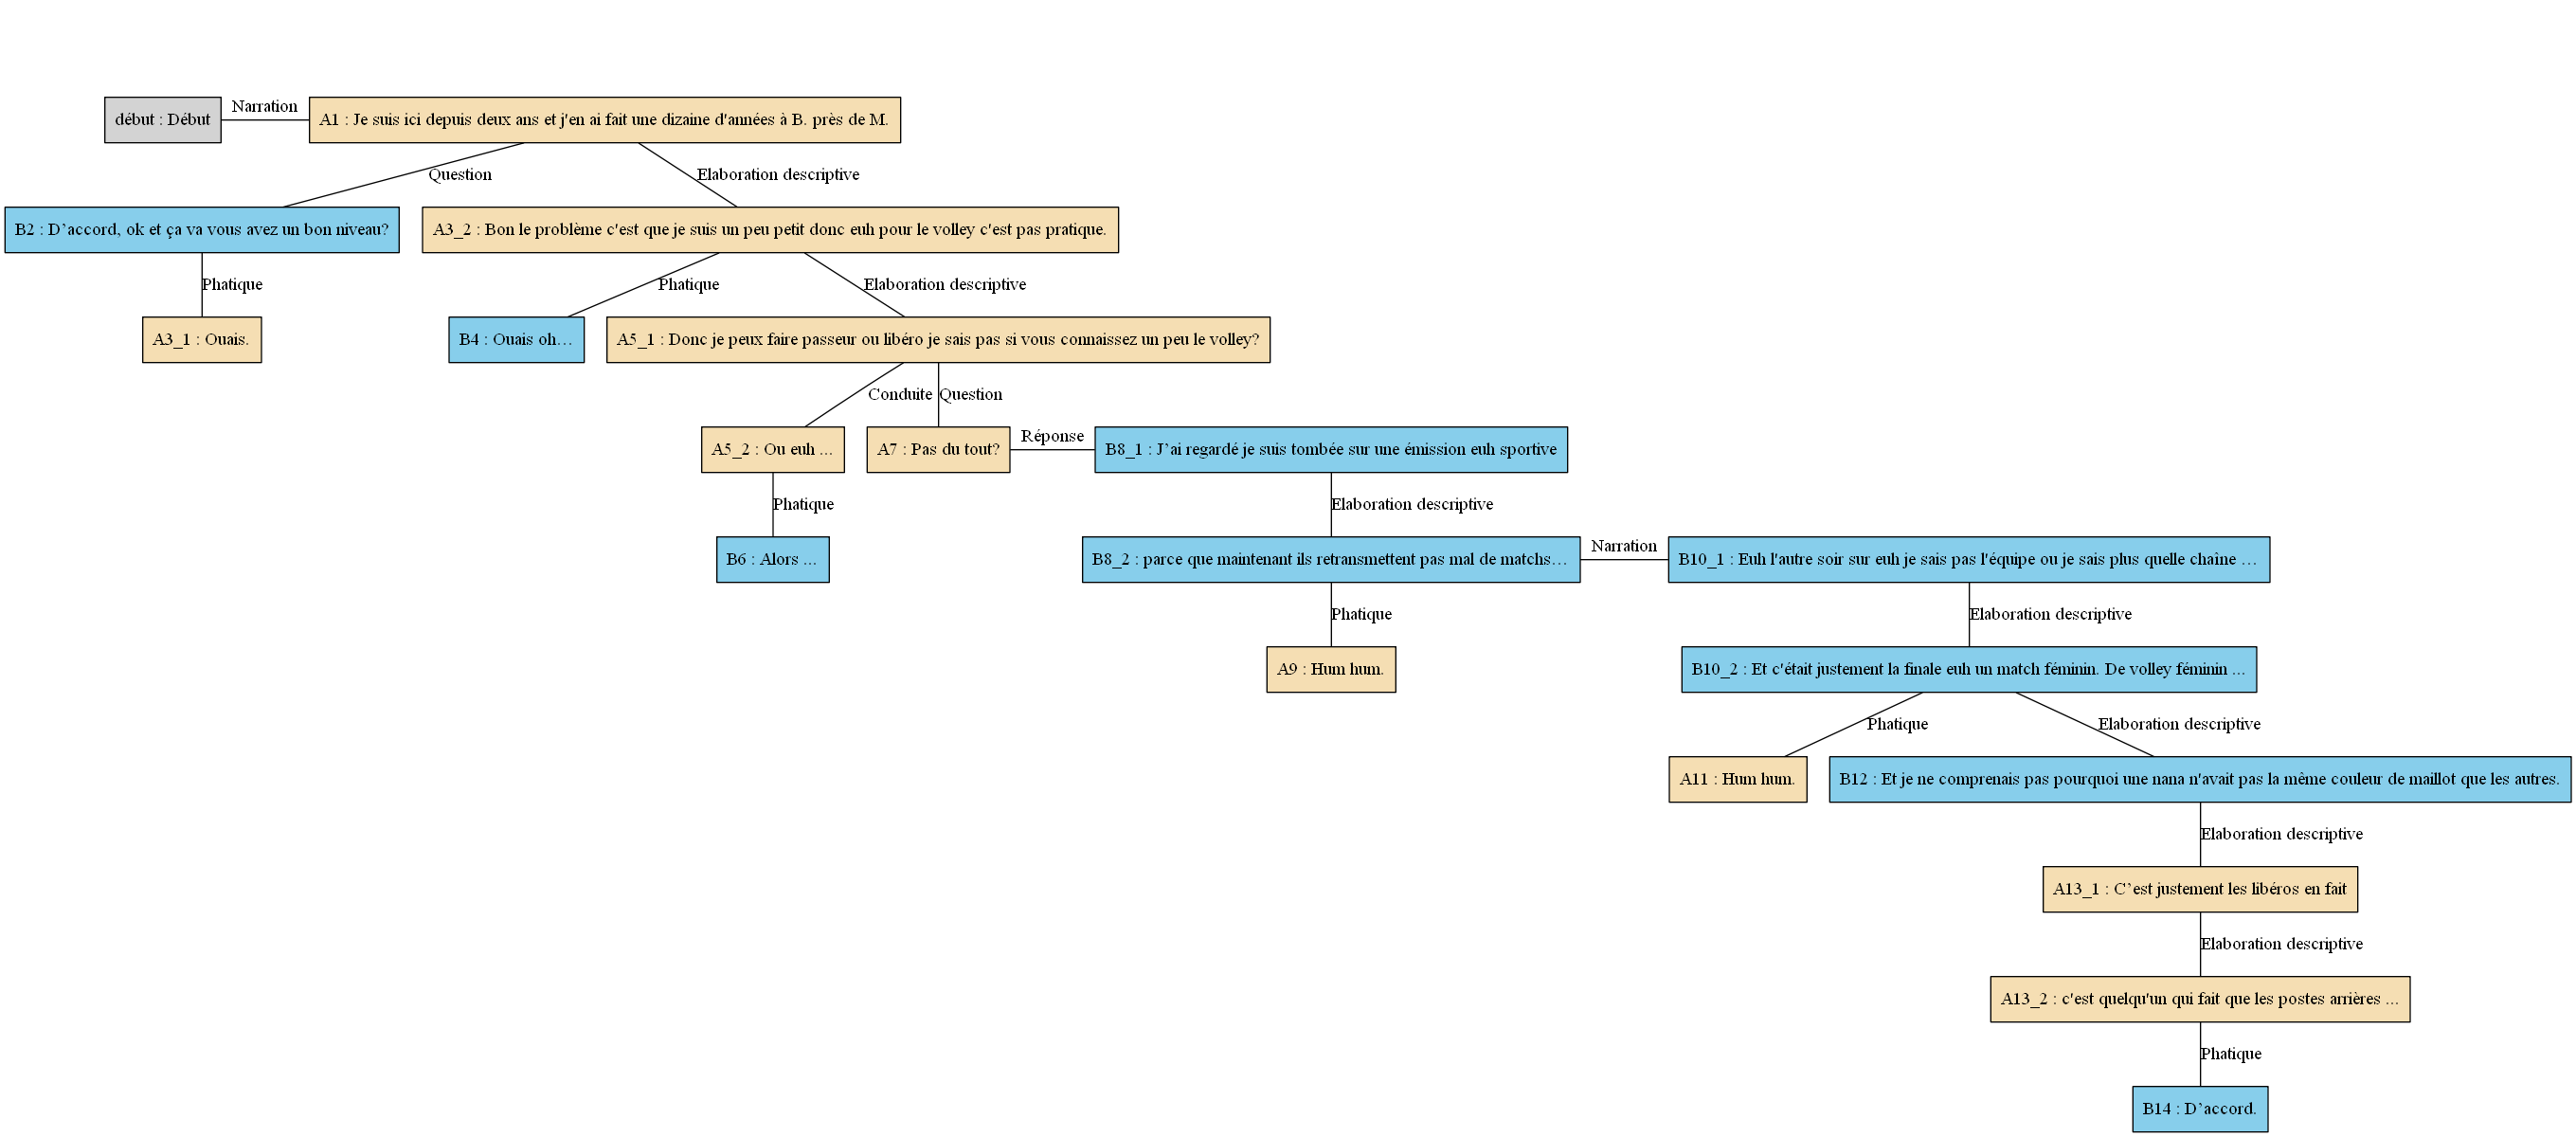 début : Début
Narration
A1 : Je suis ici depuis deux ans et j'en ai fait une dizaine d'années à B. près de M.
Question
Elaboration descriptive
B2 : D’accord, ok et ça va vous avez un bon niveau?
A3_2 : Bon le problème c'est que je suis un peu petit donc euh pour le volley c'est pas pratique.
Phatique
Phatique
Elaboration descriptive
A3_1 : Ouais.
B4 : Ouais oh…
A5_1 : Donc je peux faire passeur ou libéro je sais pas si vous connaissez un peu le volley?
Conduite
Question
A5_2 : Ou euh ...
A7 : Pas du tout?
Réponse
B8_1 : J’ai regardé je suis tombée sur une émission euh sportive
Phatique
Elaboration descriptive
B6 : Alors ...
B8_2 : parce que maintenant ils retransmettent pas mal de matchs…
Narration
B10_1 : Euh l'autre soir sur euh je sais pas l'équipe ou je sais plus quelle chaîne …
Phatique
Elaboration descriptive
A9 : Hum hum.
B10_2 : Et c'était justement la finale euh un match féminin. De volley féminin ...
Phatique
Elaboration descriptive
A11 : Hum hum.
B12 : Et je ne comprenais pas pourquoi une nana n'avait pas la même couleur de maillot que les autres.
Elaboration descriptive
A13_1 : C’est justement les libéros en fait
Elaboration descriptive
A13_2 : c'est quelqu'un qui fait que les postes arrières ...
Phatique
B14 : D’accord.